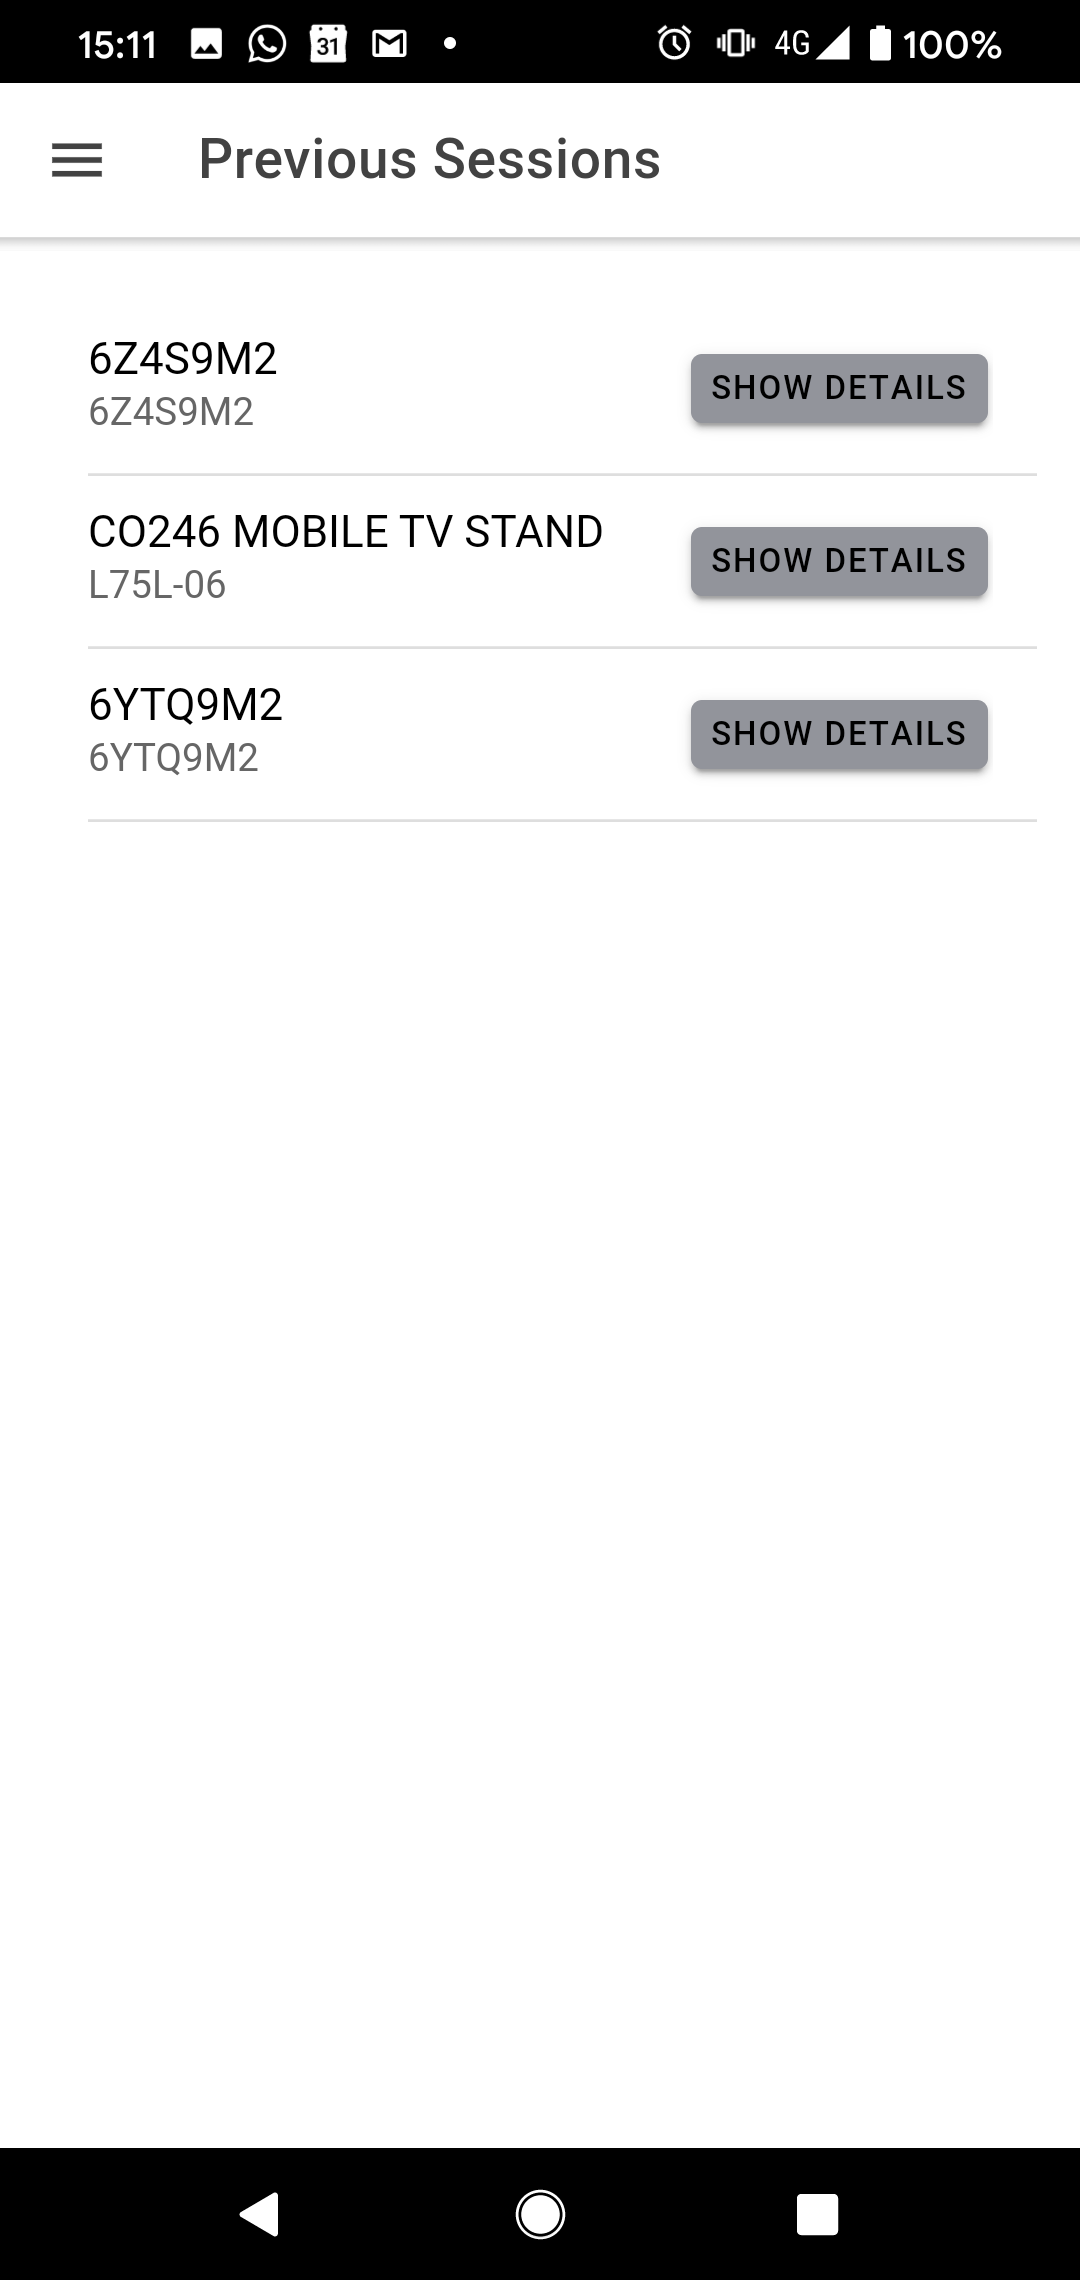 15:11 31 4G 100%
Previous Sessions
6Z4S9M2
6Z4S9M2
SHOW DETAILS
CO246 MOBILE TV STAND
L75L-06
SHOW DETAILS
6YTQ9M2
6YTQ9M2
SHOW DETAILS